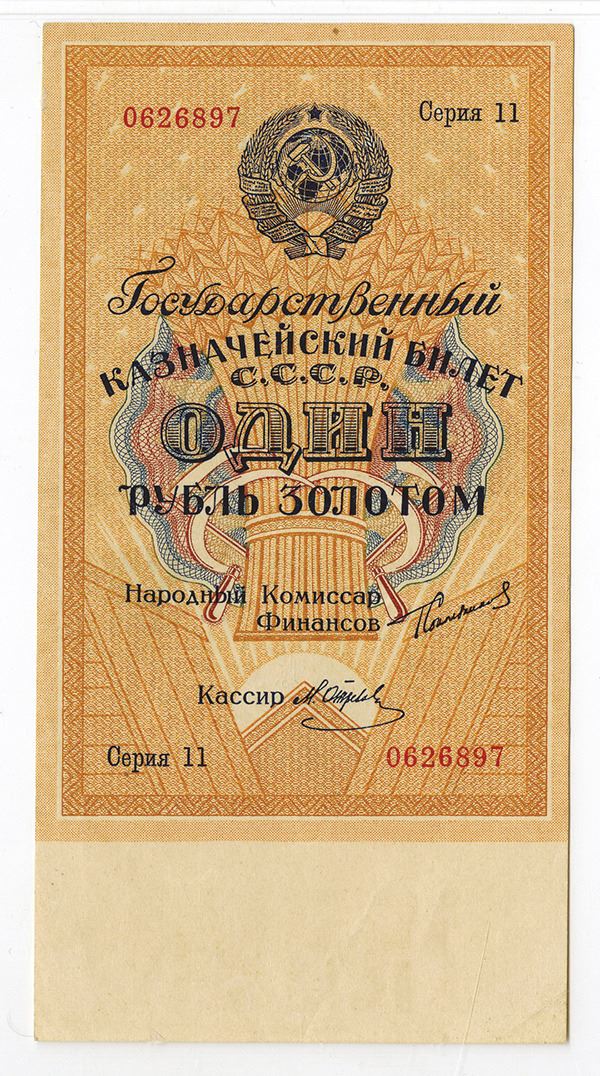 0626897 Серия 11
Государственный
КАЗНАЧЕЙСКИЙ БИЛЕТ
С.С.С.Р.
ОДИН
РУБЛЬ ЗОЛОТОМ
Народный Комиссар
Финансов
Кассир
Серия 11 0626897